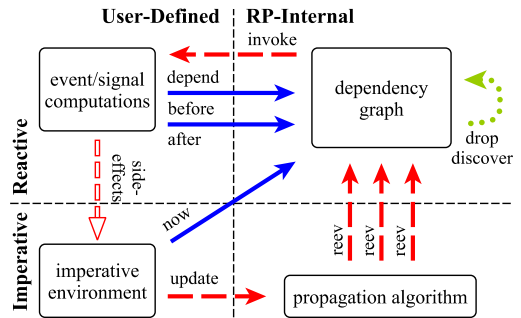 User-Defined
RP-Internal
invoke
event/signal
computations
depend
before
after
dependency
graph
drop
discover
Reactive
side-
effects
now
reev
reev
reev
Imperative
imperative
environment
update
propagation algorithm